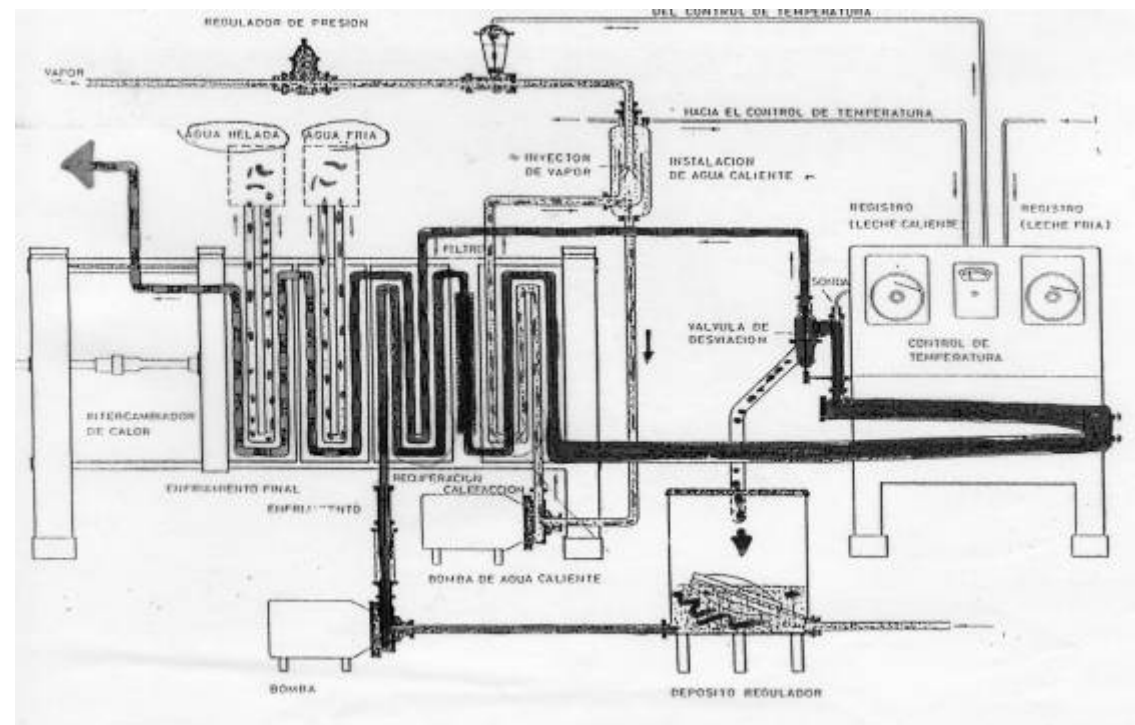 DEL CONTROL DE TEMPERATURA
REGULADOR DE PRESION
VAPOR
HACIA EL CONTROL DE TEMPERATURA
AGUA HELADA
AGUA FRIA
INYECTOR
DE VAPOR
INSTALACION
DE AGUA CALIENTE
REGISTRO
(LECHE CALIENTE)
REGISTRO
(LECHE FRIA)
FILTRO
SONDA
VALVULA DE
DESVIACION
CONTROL DE
TEMPERATURA
INTERCAMBIADOR
DE CALOR
RECUPERACION
CALEFACCION
ENFRIAMIENTO FINAL
ENFRIAMIENTO
BOMBA DE AGUA CALIENTE
BOMBA
DEPOSITO REGULADOR